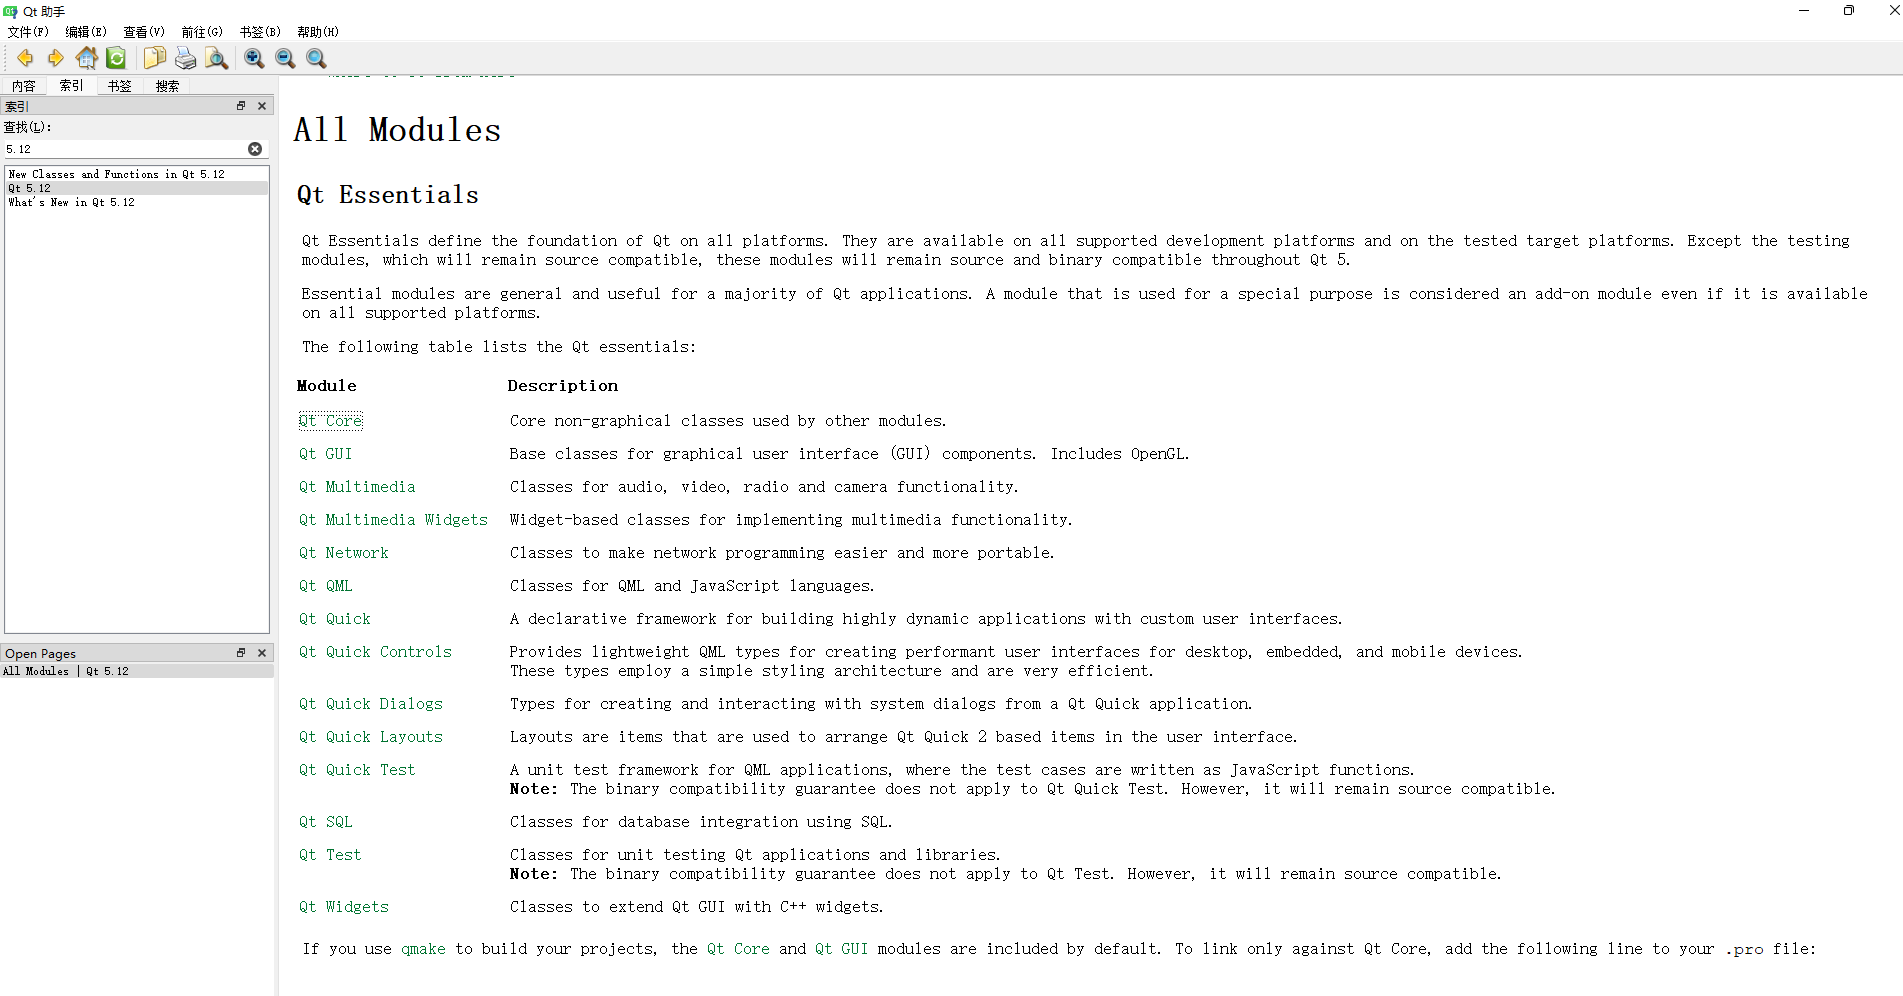 Qt 助手
文件(F) 编辑(E) 查看(V) 前往(G) 书签(B) 帮助(H)
内容 索引 书签 搜索
索引
查找(L):
5.12
New Classes and Functions in Qt 5.12
Qt 5.12
What's New in Qt 5.12
Open Pages
All Modules | Qt 5.12
All Modules
Qt Essentials
Qt Essentials define the foundation of Qt on all platforms. They are available on all supported development platforms and on the tested target platforms. Except the testing
modules, which will remain source compatible, these modules will remain source and binary compatible throughout Qt 5.
Essential modules are general and useful for a majority of Qt applications. A module that is used for a special purpose is considered an add-on module even if it is available
on all supported platforms.
The following table lists the Qt essentials:
Module Description
Qt Core Core non-graphical classes used by other modules.
Qt GUI Base classes for graphical user interface (GUI) components. Includes OpenGL.
Qt Multimedia Classes for audio, video, radio and camera functionality.
Qt Multimedia Widgets Widget-based classes for implementing multimedia functionality.
Qt Network Classes to make network programming easier and more portable.
Qt QML Classes for QML and JavaScript languages.
Qt Quick A declarative framework for building highly dynamic applications with custom user interfaces.
Qt Quick Controls Provides lightweight QML types for creating performant user interfaces for desktop, embedded, and mobile devices.
These types employ a simple styling architecture and are very efficient.
Qt Quick Dialogs Types for creating and interacting with system dialogs from a Qt Quick application.
Qt Quick Layouts Layouts are items that are used to arrange Qt Quick 2 based items in the user interface.
Qt Quick Test A unit test framework for QML applications, where the test cases are written as JavaScript functions.
Note: The binary compatibility guarantee does not apply to Qt Quick Test. However, it will remain source compatible.
Qt SQL Classes for database integration using SQL.
Qt Test Classes for unit testing Qt applications and libraries.
Note: The binary compatibility guarantee does not apply to Qt Test. However, it will remain source compatible.
Qt Widgets Classes to extend Qt GUI with C++ widgets.
If you use qmake to build your projects, the Qt Core and Qt GUI modules are included by default. To link only against Qt Core, add the following line to your .pro file: